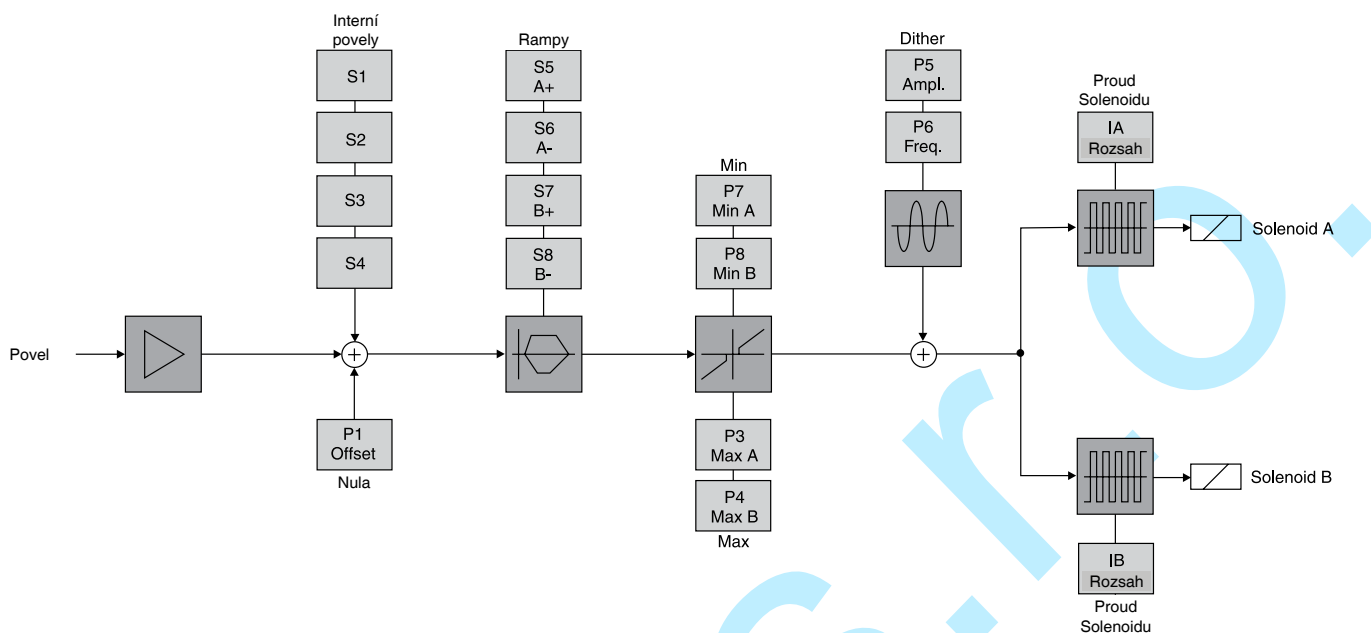 Interní
povely
S1
S2
S3
S4
Rampy
S5
A+
S6
A-
S7
B+
S8
B-
Min
P7
Min A
P8
Min B
Dither
P5
Ampl.
P6
Freq.
Proud
Solenoidu
IA
Rozsah
Solenoid A
Povel
P1
Offset
Nula
P3
Max A
P4
Max B
Max
Solenoid B
IB
Rozsah
Proud
Solenoidu